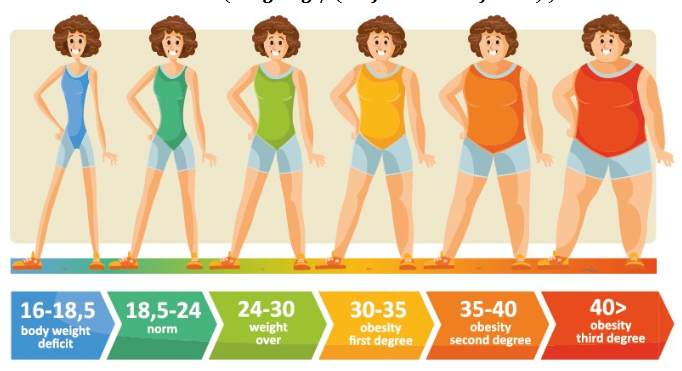 16-18,5
body weight
deficit
18,5-24
norm
24-30
weight
over
30-35
obesity
first degree
35-40
obesity
second degree
40>
obesity
third degree